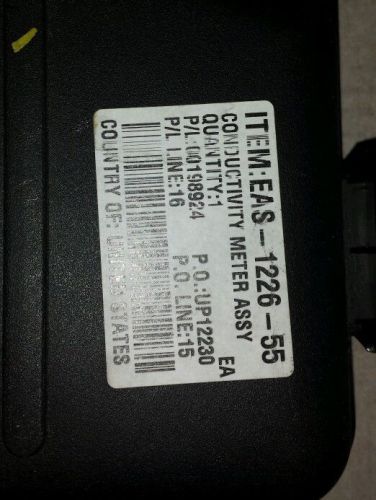 ITEM:EAS-1226-55
CONDUCTIVITY METER ASSY
QUANTITY:1 EA
P/L:00198924 P.O.:UP12230
P/L LINE:16 P.O. LINE:15
COUNTRY OF: UNITED STATES